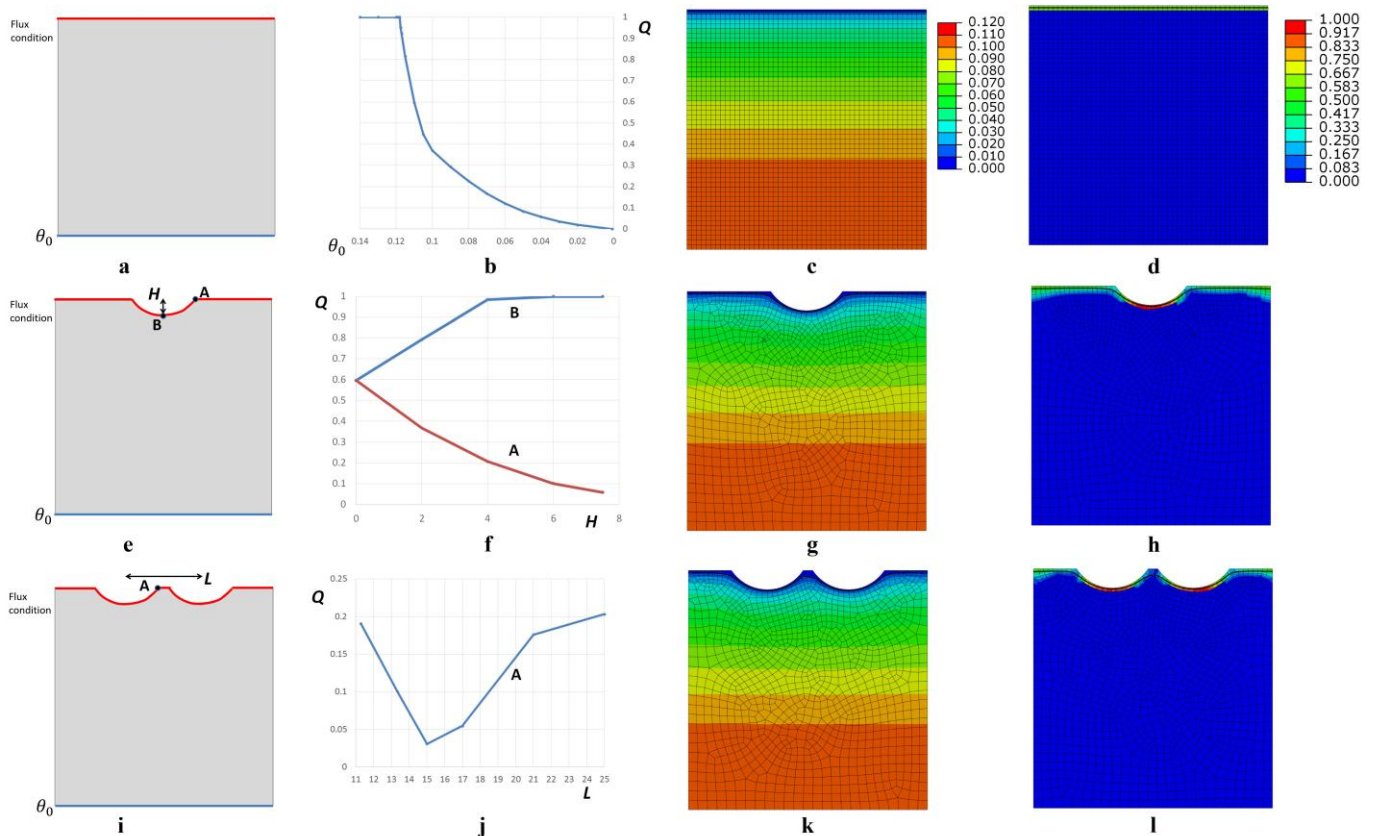 Flux
condition
θ0
a
1
0.9
0.8
0.7
0.6
0.5
0.4
0.3
0.2
0.1
0
Q
0.14 0.12 0.1 0.08 0.06 0.04 0.02 0
θ0
b
c
0.120
0.110
0.100
0.090
0.080
0.070
0.060
0.050
0.040
0.030
0.020
0.010
0.000
d
1.000
0.917
0.833
0.750
0.667
0.583
0.500
0.417
0.333
0.250
0.167
0.083
0.000
Flux
condition
H
A
B
θ0
e
Q
1
0.9
0.8
0.7
0.6
0.5
0.4
0.3
0.2
0.1
0
B
A
0 2 4 6 8
H
f
g
h
Flux
condition
A
L
θ0
i
Q
0.25
0.2
0.15
0.1
0.05
0
A
11 12 13 14 15 16 17 18 19 20 21 22 23 24 25
L
j
k
l